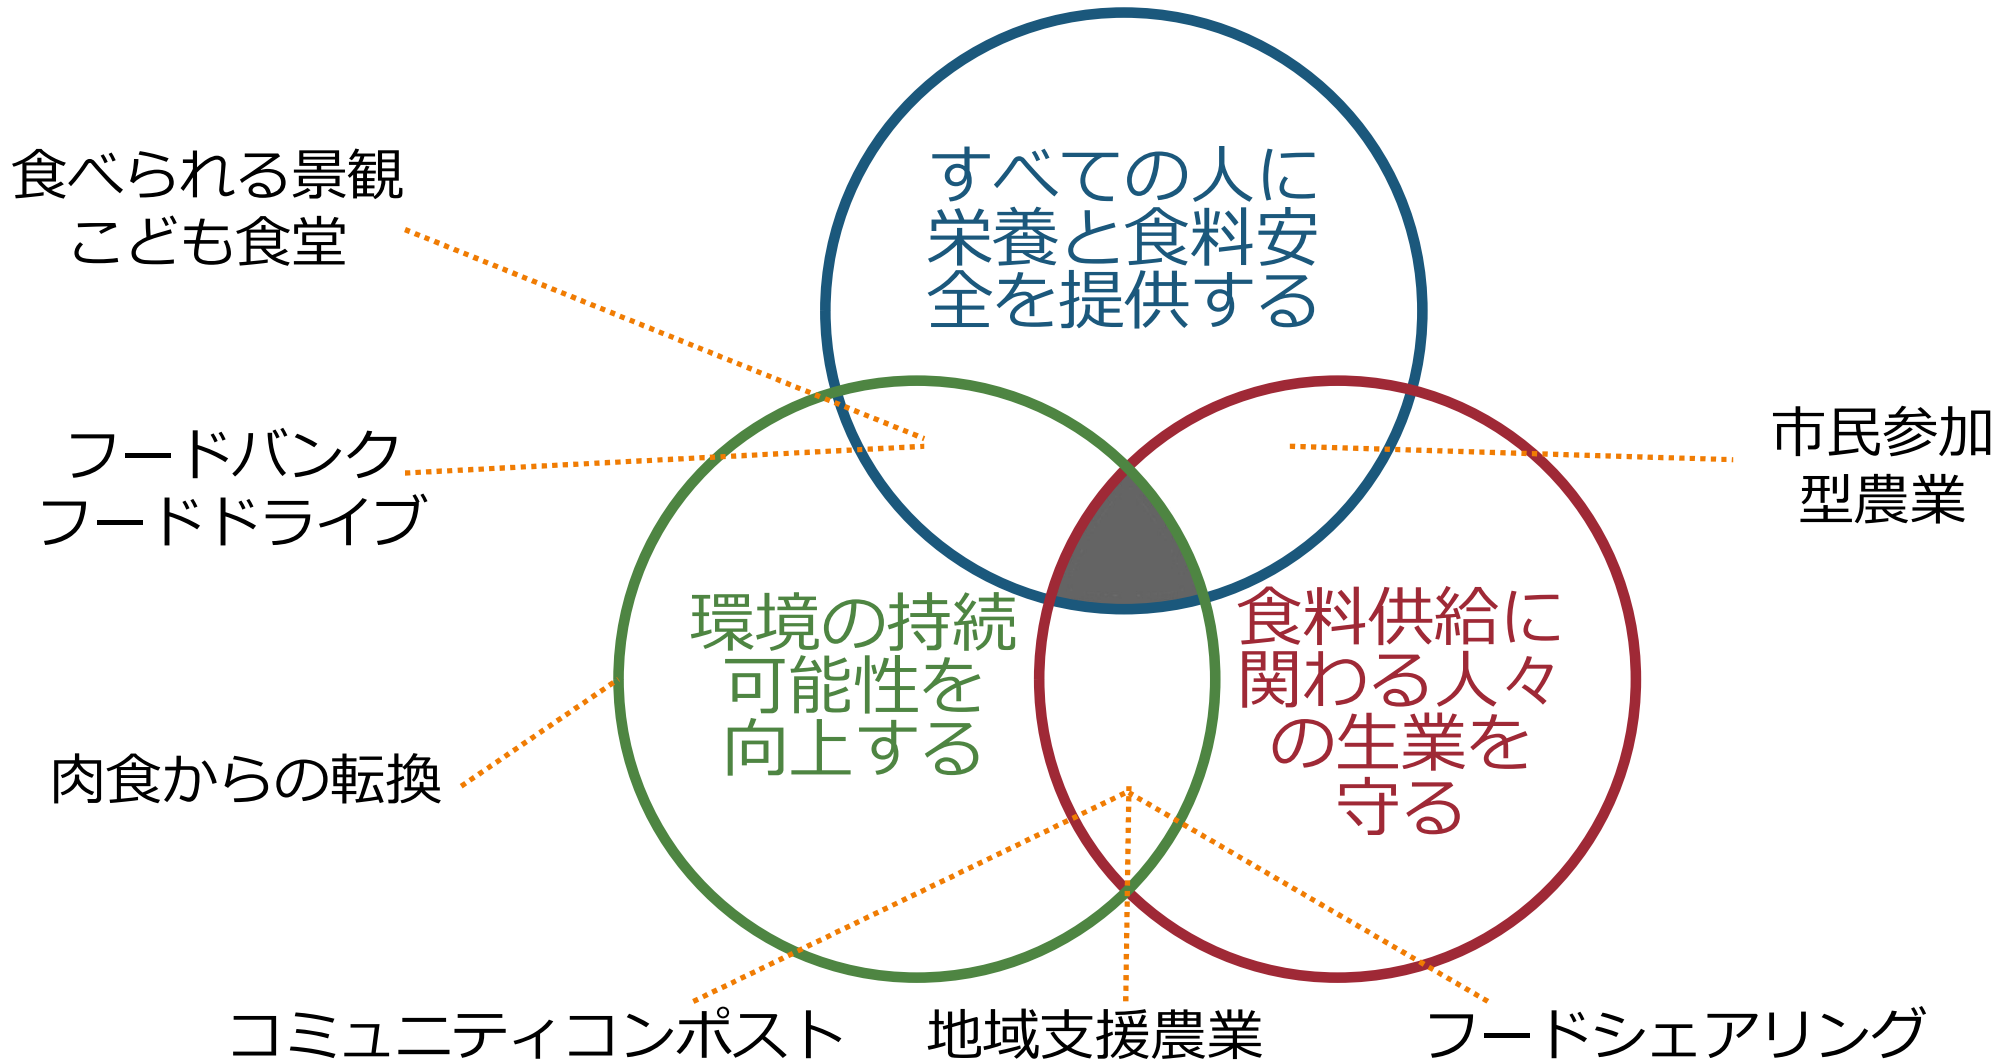 すべての人に
栄養と食料安
全を提供する
食べられる景観
こども食堂
フードバンク
フードドライブ
市民参加
型農業
環境の持続
可能性を
向上する
食料供給に
関わる人々
の生業を
守る
肉食からの転換
コミュニティコンポスト
地域支援農業
フードシェアリング